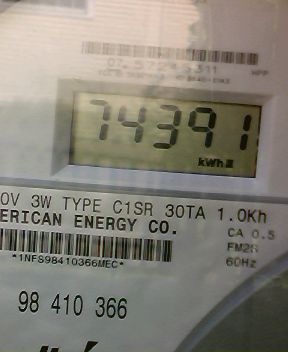 74391
kWh
0V 3W TYPE C1SR 30TA 1.0Kh
ERICAN ENERGY CO.
CA 0.5
FM2S
*1NFS98410366MEC*
60Hz
98 410 366